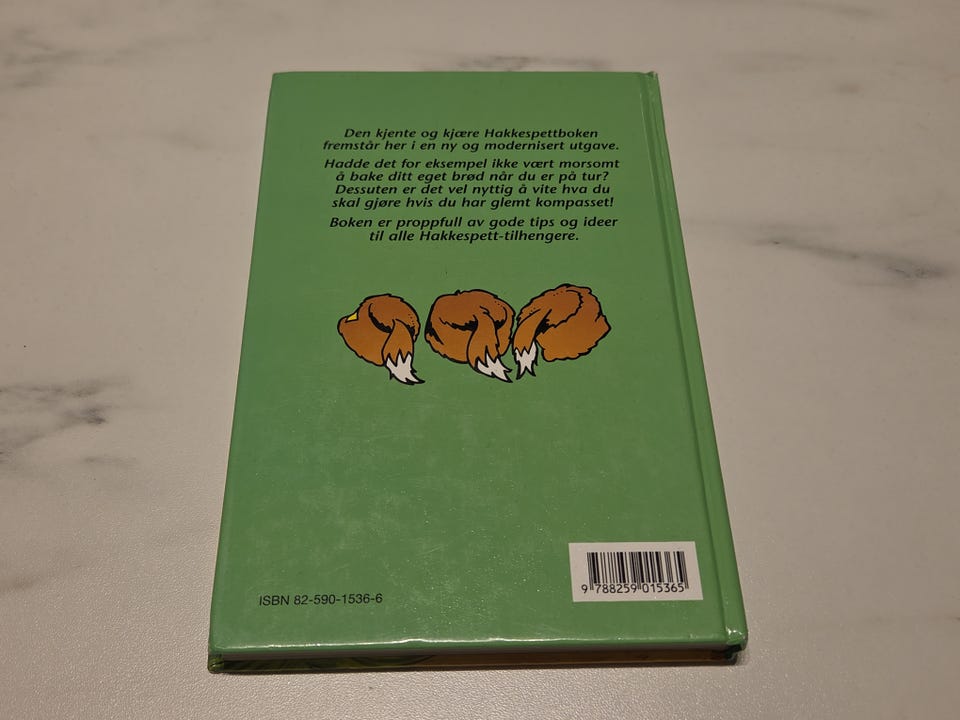 Den kjente og kjære Hakkespettboken
fremstår her i en ny og modernisert utgave.
Hadde det for eksempel ikke vært morsomt
å bake ditt eget brød når du er på tur?
Dessuten er det vel nyttig å vite hva du
skal gjøre hvis du har glemt kompasset!
Boken er proppfull av gode tips og ideer
til alle Hakkespett-tilhengere.
ISBN 82-590-1536-6
9 788259 015365